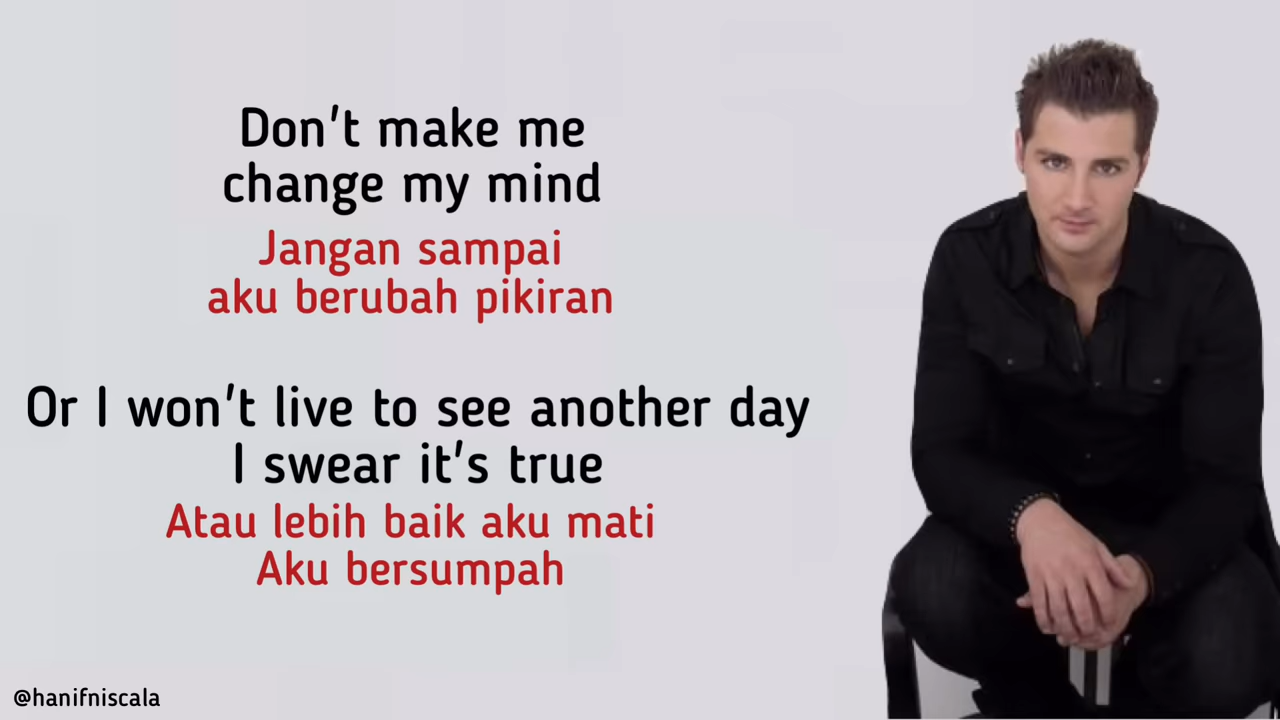 Don't make me
change my mind
Jangan sampai
aku berubah pikiran
Or I won't live to see another day
I swear it's true
Atau lebih baik aku mati
Aku bersumpah
@hanifniscala